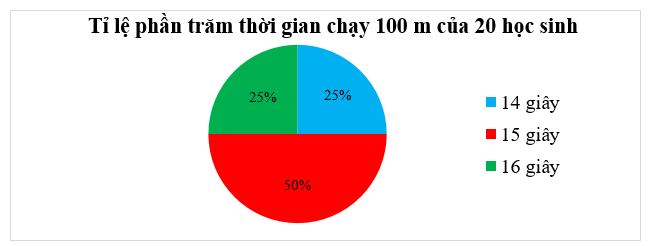 Tỉ lệ phần trăm thời gian chạy 100 m của 20 học sinh
25%
25%
50%
14 giây
15 giây
16 giây